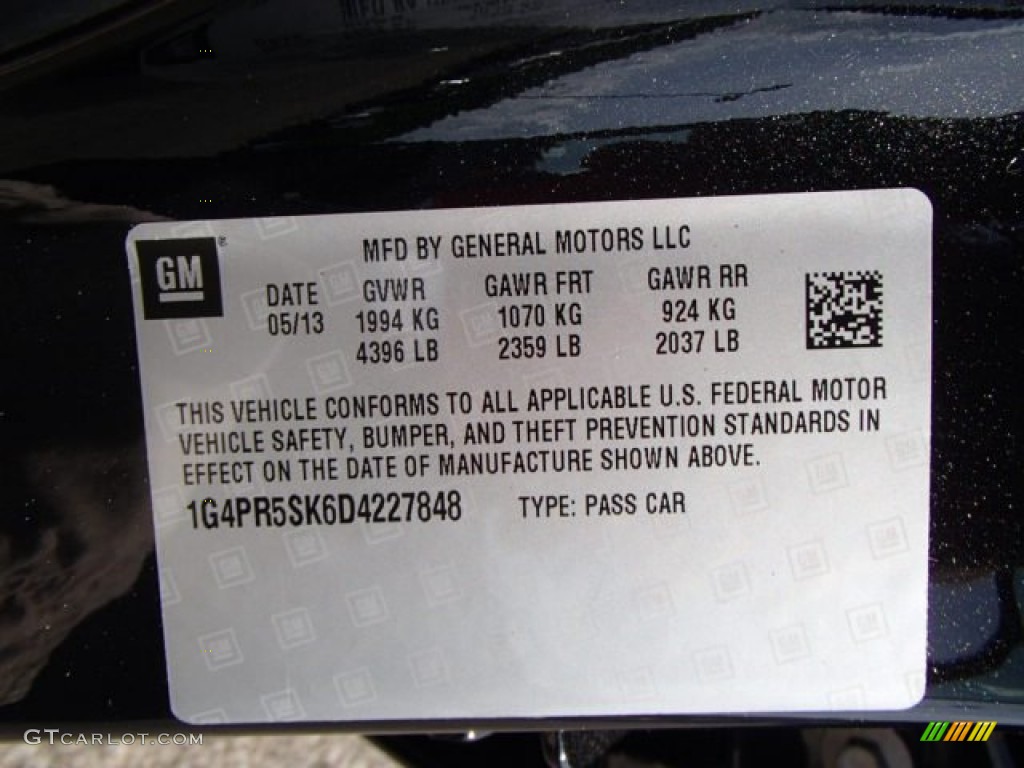 GM ®
MFD BY GENERAL MOTORS LLC
DATE GVWR GAWR FRT GAWR RR
05/13 1994 KG 1070 KG 924 KG
4396 LB 2359 LB 2037 LB
THIS VEHICLE CONFORMS TO ALL APPLICABLE U.S. FEDERAL MOTOR
VEHICLE SAFETY, BUMPER, AND THEFT PREVENTION STANDARDS IN
EFFECT ON THE DATE OF MANUFACTURE SHOWN ABOVE.
1G4PR5SK6D4227848 TYPE: PASS CAR
GTCARLOT.COM